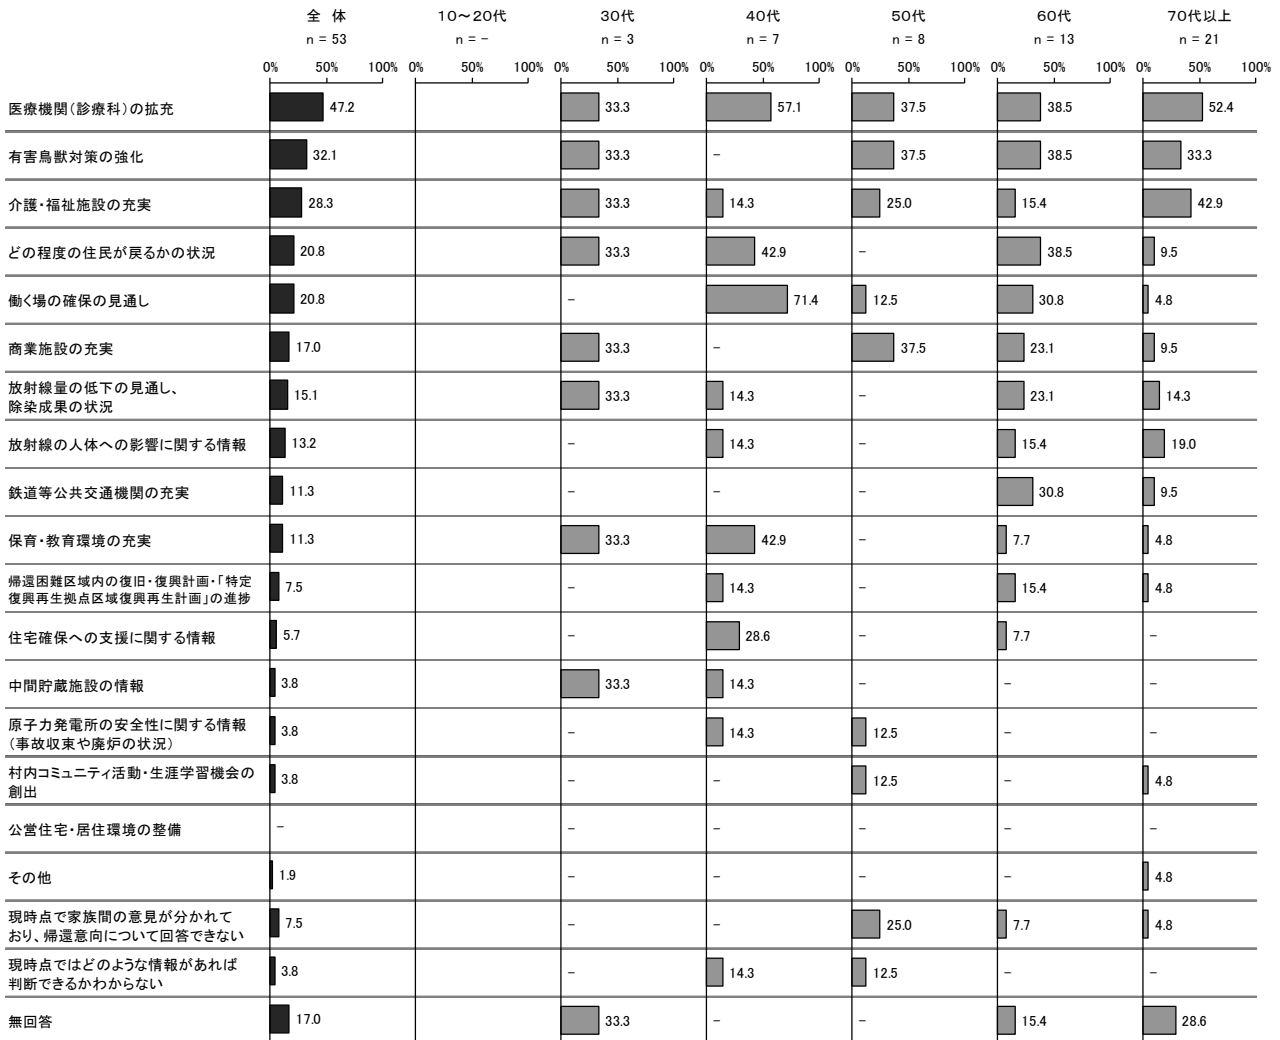 全 体 10～20代 30代 40代 50代 60代 70代以上
n = 53 n = − n = 3 n = 7 n = 8 n = 13 n = 21
0% 50% 100% 0% 50% 100% 0% 50% 100% 0% 50% 100% 0% 50% 100% 0% 50% 100% 0% 50% 100%
医療機関（診療科）の拡充 47.2 33.3 57.1 37.5 38.5 52.4
有害鳥獣対策の強化 32.1 33.3 − 37.5 38.5 33.3
介護・福祉施設の充実 28.3 33.3 14.3 25.0 15.4 42.9
どの程度の住民が戻るかの状況 20.8 33.3 42.9 − 38.5 9.5
働く場の確保の見通し 20.8 − 71.4 12.5 30.8 4.8
商業施設の充実 17.0 33.3 − 37.5 23.1 9.5
放射線量の低下の見通し、
除染成果の状況 15.1 33.3 14.3 − 23.1 14.3
放射線の人体への影響に関する情報 13.2 − 14.3 − 15.4 19.0
鉄道等公共交通機関の充実 11.3 − − − 30.8 9.5
保育・教育環境の充実 11.3 33.3 42.9 − 7.7 4.8
帰還困難区域内の復旧・復興計画・「特定
復興再生拠点区域復興再生計画」の進捗 7.5 − 14.3 − 15.4 4.8
住宅確保への支援に関する情報 5.7 − 28.6 − 7.7 −
中間貯蔵施設の情報 3.8 33.3 14.3 − − −
原子力発電所の安全性に関する情報
（事故収束や廃炉の状況） 3.8 − 14.3 12.5 − −
村内コミュニティ活動・生涯学習機会の
創出 3.8 − − 12.5 − 4.8
公営住宅・居住環境の整備 − − − − − −
その他 1.9 − − − − 4.8
現時点で家族間の意見が分かれて
おり、帰還意向について回答できない 7.5 − − 25.0 7.7 4.8
現時点ではどのような情報があれば
判断できるかわからない 3.8 − 14.3 12.5 − −
無回答 17.0 33.3 − − 15.4 28.6